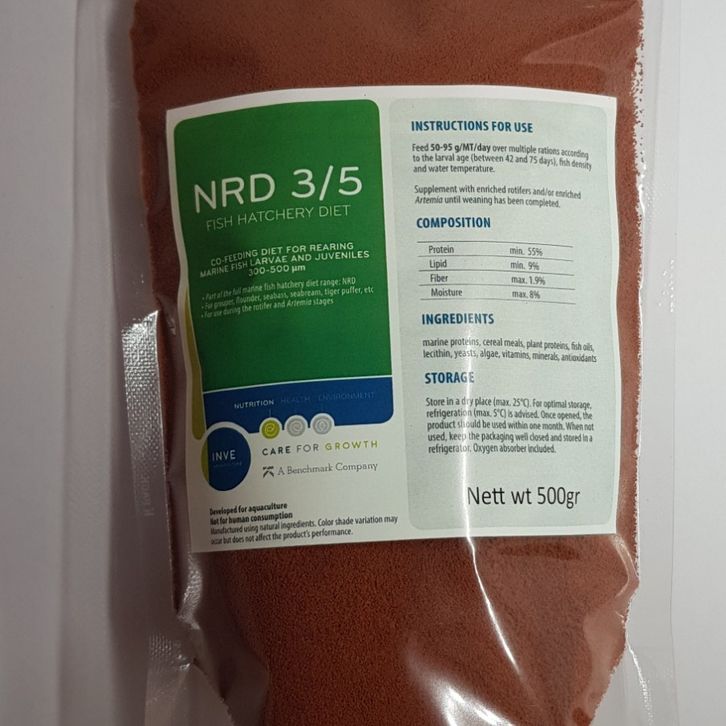 NRD 3/5
FISH HATCHERY DIET
CO-FEEDING DIET FOR REARING
MARINE FISH LARVAE AND JUVENILES
300-500 µm
• Part of the full marine fish hatchery diet range: NRD
• For grouper, flounder, seabass, seabreams, tiger puffer, etc
• For use during the rotifer and Artemia stages
NUTRITION HEALTH ENVIRONMENT
INVE
CARE FOR GROWTH
A Benchmark Company
Developed for aquaculture
Not for human consumption
Manufactured using natural ingredients. Color shade variation may
occur but does not affect the product's performance.
INSTRUCTIONS FOR USE
Feed 50-95 g/MT/day over multiple rations according
to the larval age (between 42 and 75 days), fish density
and water temperature.
Supplement with enriched rotifers and/or enriched
Artemia until weaning has been completed.
COMPOSITION
Protein min. 55%
Lipid min. 9%
Fiber max. 1.9%
Moisture max. 8%
INGREDIENTS
marine proteins, cereal meals, plant proteins, fish oils,
lecithin, yeasts, algae, vitamins, minerals, antioxidants
STORAGE
Store in a dry place (max. 25°C). For optimal storage,
refrigeration (max. 5°C) is advised. Once opened, the
product should be used within one month. When not
used, keep the packaging well closed and stored in a
refrigerator. Oxygen absorber included.
Nett wt 500gr